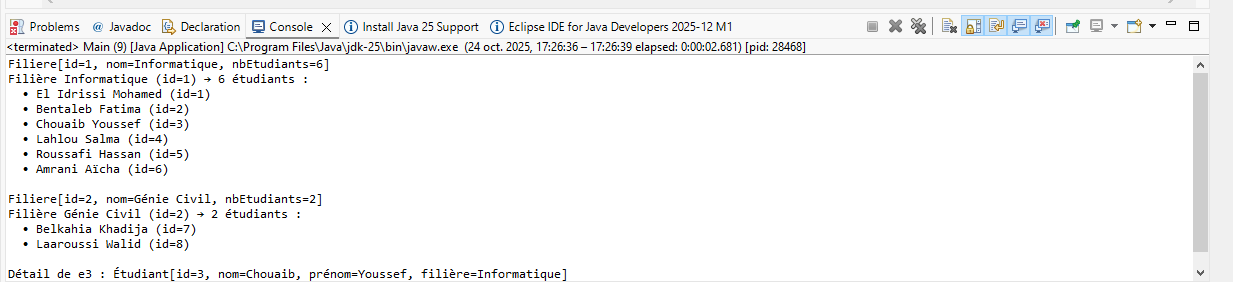 Problems @ Javadoc Declaration Console Install Java 25 Support Eclipse IDE for Java Developers 2025-12 M1
<terminated> Main (9) [Java Application] C:\Program Files\Java\jdk-25\bin\javaw.exe (24 oct. 2025, 17:26:36 – 17:26:39 elapsed: 0:00:02.681) [pid: 28468]
Filiere[id=1, nom=Informatique, nbEtudiants=6]
Filière Informatique (id=1) → 6 étudiants :
• El Idrissi Mohamed (id=1)
• Bentaleb Fatima (id=2)
• Chouaib Youssef (id=3)
• Lahlou Salma (id=4)
• Roussafi Hassan (id=5)
• Amrani Aïcha (id=6)
Filiere[id=2, nom=Génie Civil, nbEtudiants=2]
Filière Génie Civil (id=2) → 2 étudiants :
• Belkahia Khadija (id=7)
• Laaroussi Walid (id=8)
Détail de e3 : Étudiant[id=3, nom=Chouaib, prénom=Youssef, filière=Informatique]